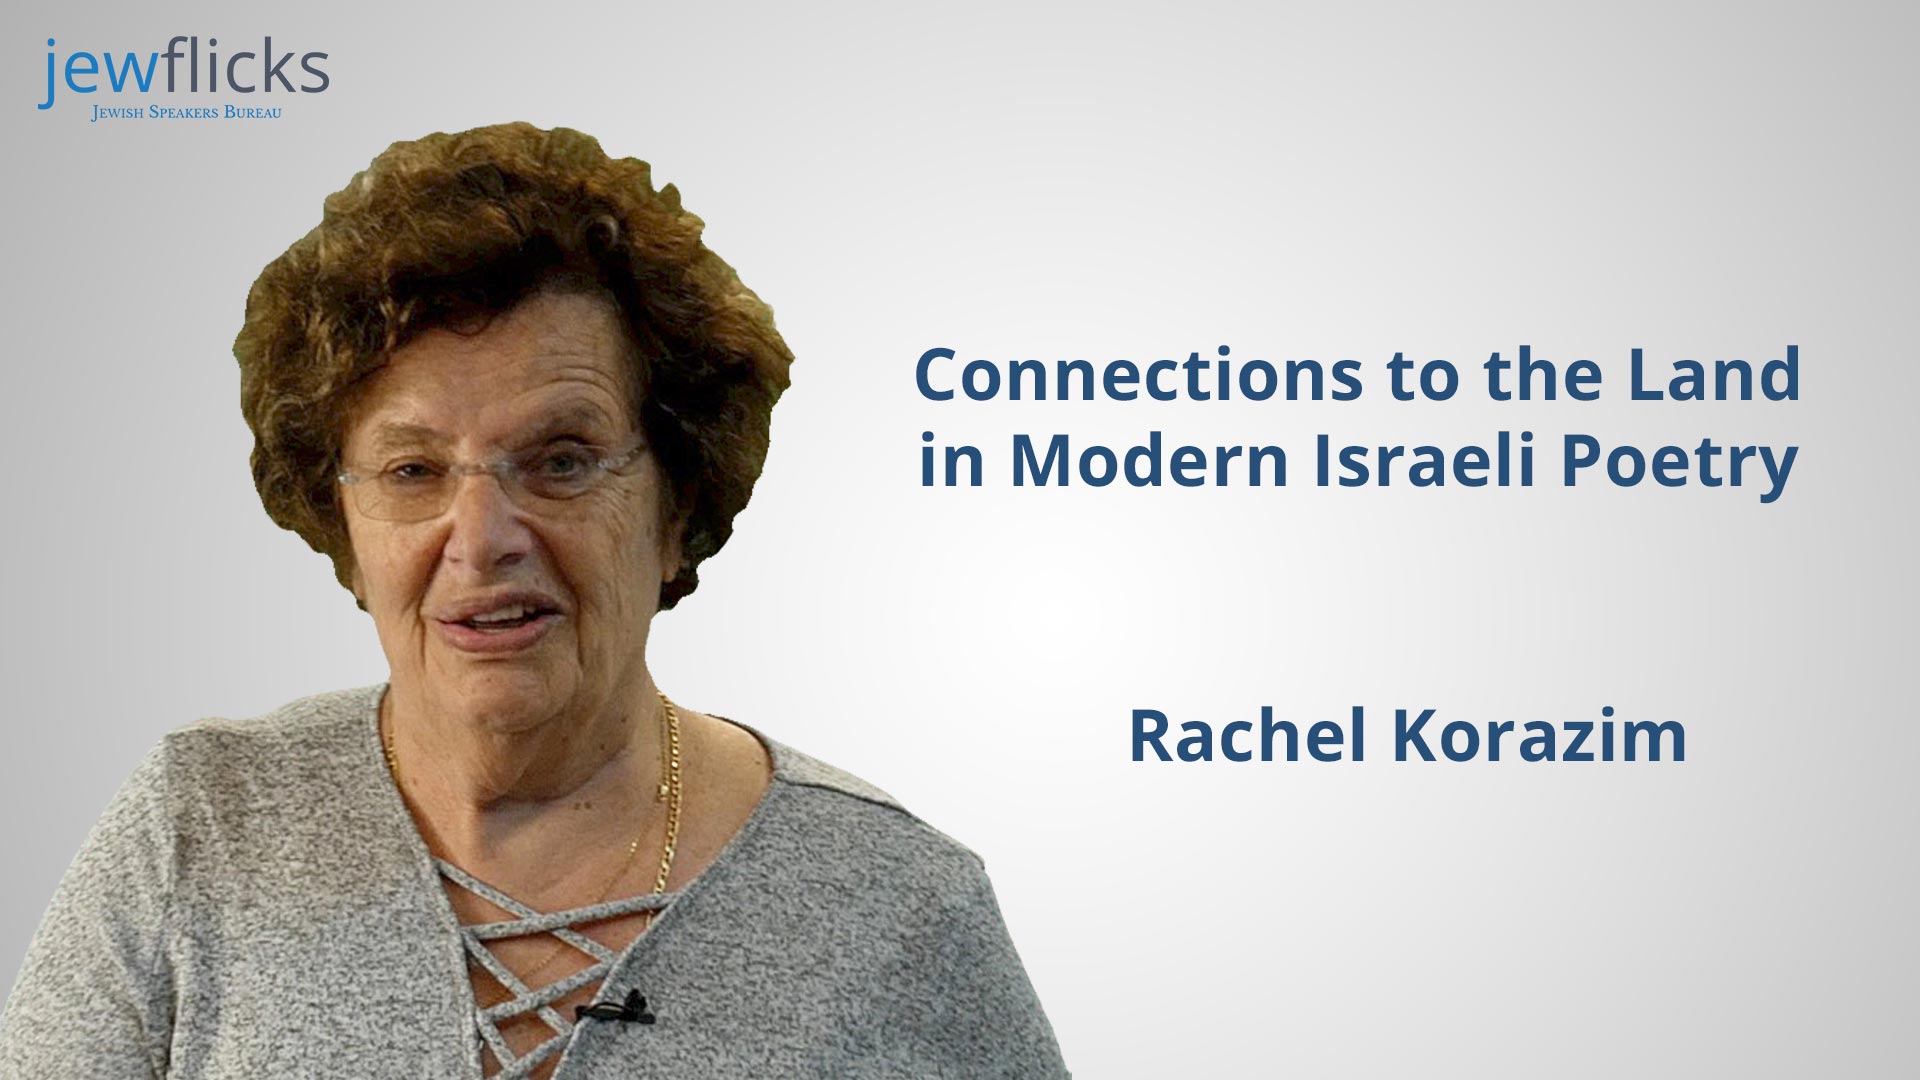 jewflicks
Jewish Speakers Bureau
Connections to the Land
in Modern Israeli Poetry
Rachel Korazim